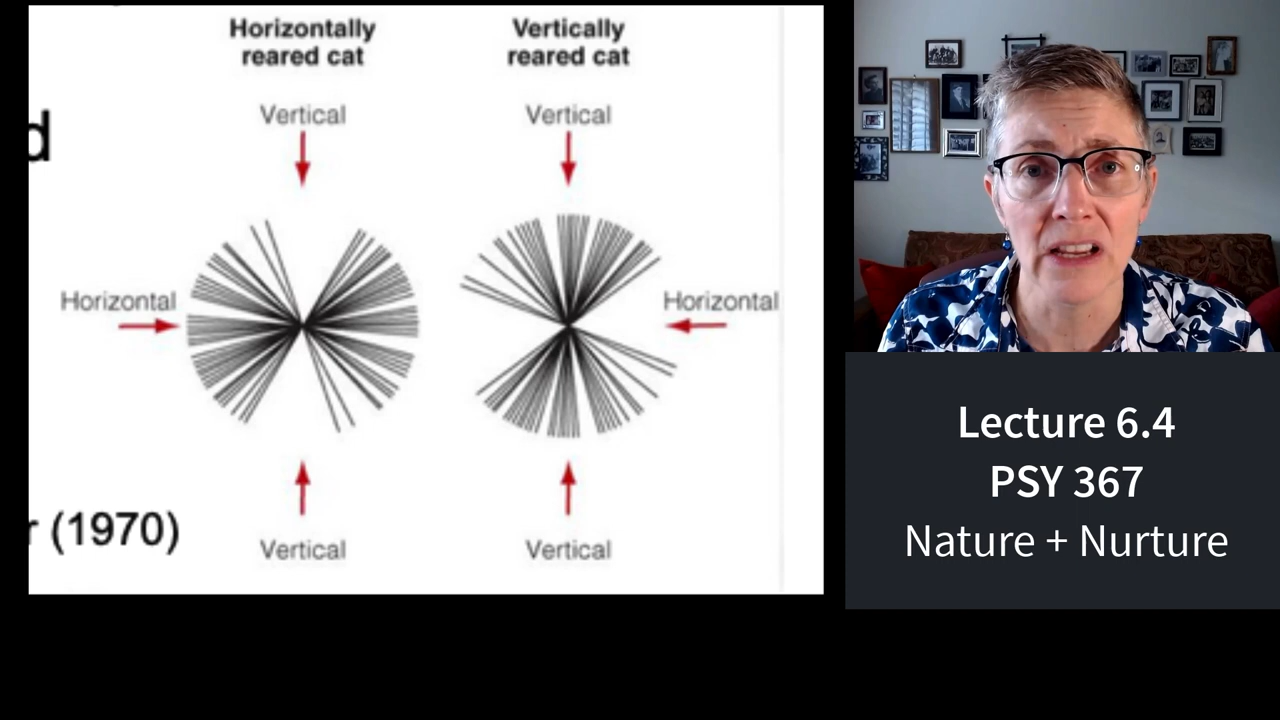 Horizontally
reared cat
Vertically
reared cat
Vertical
Vertical
d
Horizontal
Horizontal
r (1970)
Vertical
Vertical
Lecture 6.4
PSY 367
Nature + Nurture